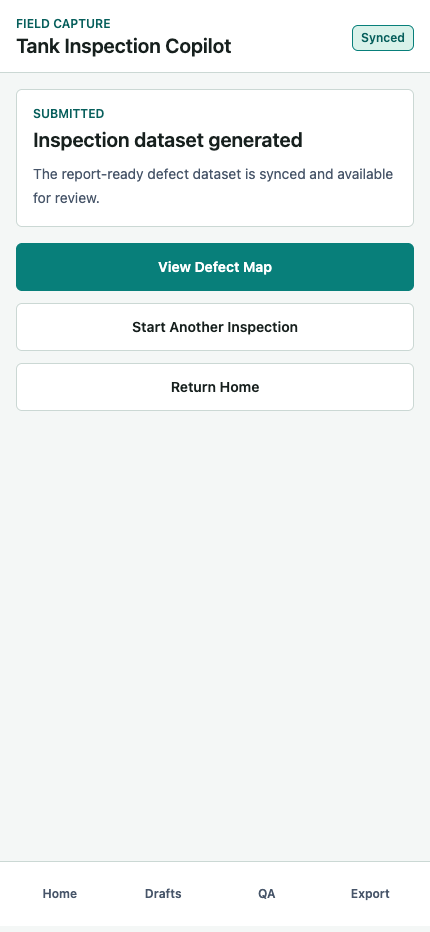 FIELD CAPTURE
Tank Inspection Copilot
Synced
SUBMITTED
Inspection dataset generated
The report-ready defect dataset is synced and available
for review.
View Defect Map
Start Another Inspection
Return Home
Home
Drafts
QA
Export